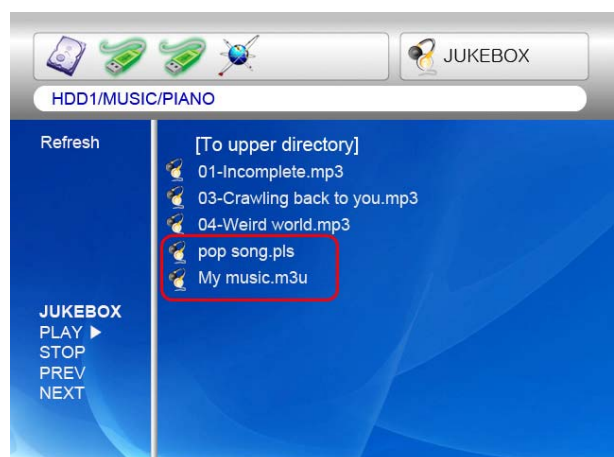 JUKEBOX
HDD1/MUSIC/PIANO
Refresh
[To upper directory]
01-Incomplete.mp3
03-Crawling back to you.mp3
04-Weird world.mp3
pop song.pls
My music.m3u
JUKEBOX
PLAY ▶
STOP
PREV
NEXT